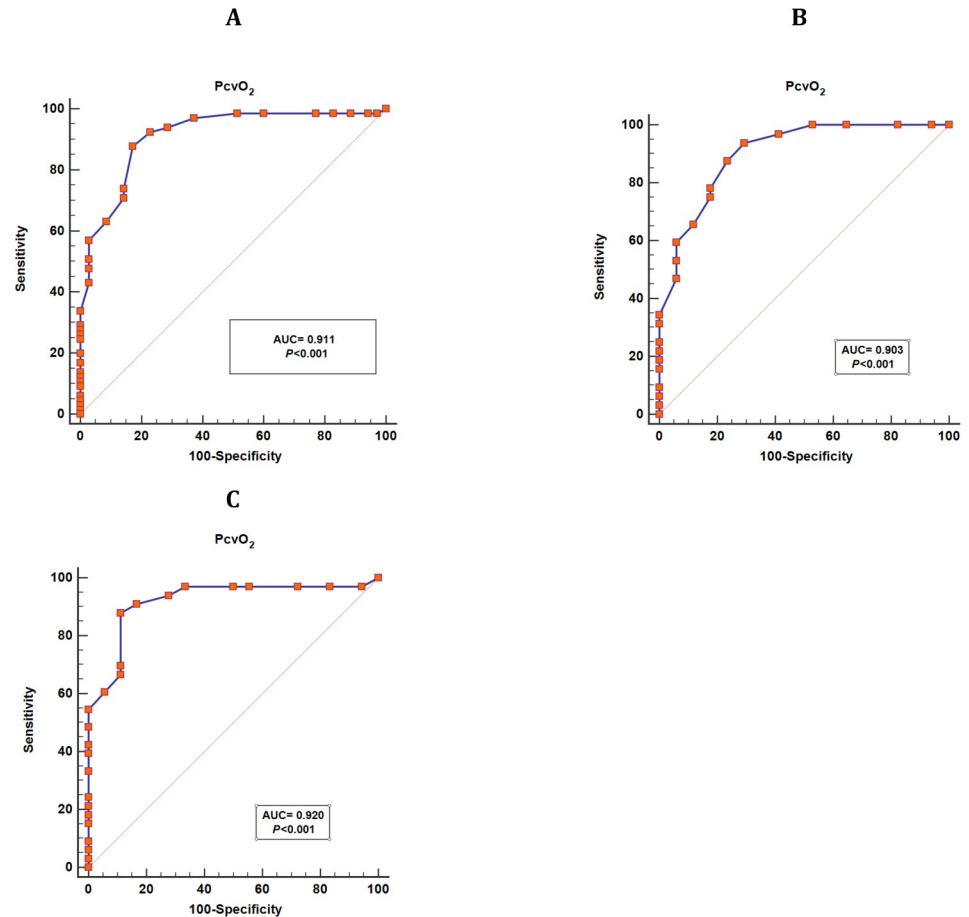 A
PcvO₂
100
80
60
40
20
0
Sensitivity
AUC= 0.911
P<0.001
0 20 40 60 80 100
100-Specificity
B
PcvO₂
100
80
60
40
20
0
Sensitivity
AUC= 0.903
P<0.001
0 20 40 60 80 100
100-Specificity
C
PcvO₂
100
80
60
40
20
0
Sensitivity
AUC= 0.920
P<0.001
0 20 40 60 80 100
100-Specificity